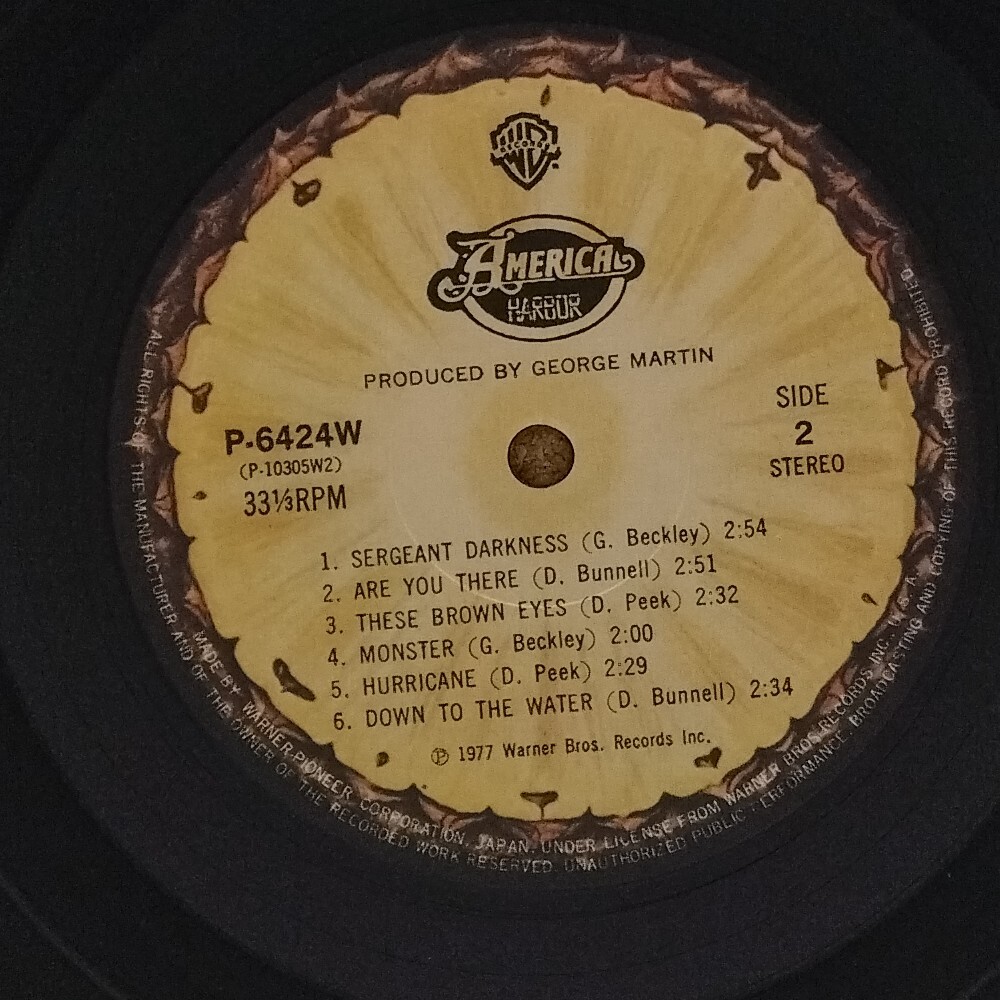 RECORDS
AMERICA
HARBOR
PRODUCED BY GEORGE MARTIN
P-6424W
(P-10305W2)
33⅓RPM
SIDE
2
STEREO
1. SERGEANT DARKNESS (G. Beckley) 2:54
2. ARE YOU THERE (D. Bunnell) 2:51
3. THESE BROWN EYES (D. Peek) 2:32
4. MONSTER (G. Beckley) 2:00
5. HURRICANE (D. Peek) 2:29
6. DOWN TO THE WATER (D. Bunnell) 2:34
Ⓟ 1977 Warner Bros. Records Inc.
MADE BY WARNER-PIONEER CORPORATION, JAPAN, UNDER LICENSE FROM WARNER BROS. RECORDS INC., U. S. A.
ALL RIGHTS OF THE MANUFACTURER AND OF THE OWNER OF THE RECORDED WORK RESERVED. UNAUTHORIZED PUBLIC PERFORMANCE, BROADCASTING AND COPYING OF THIS RECORD PROHIBITED.